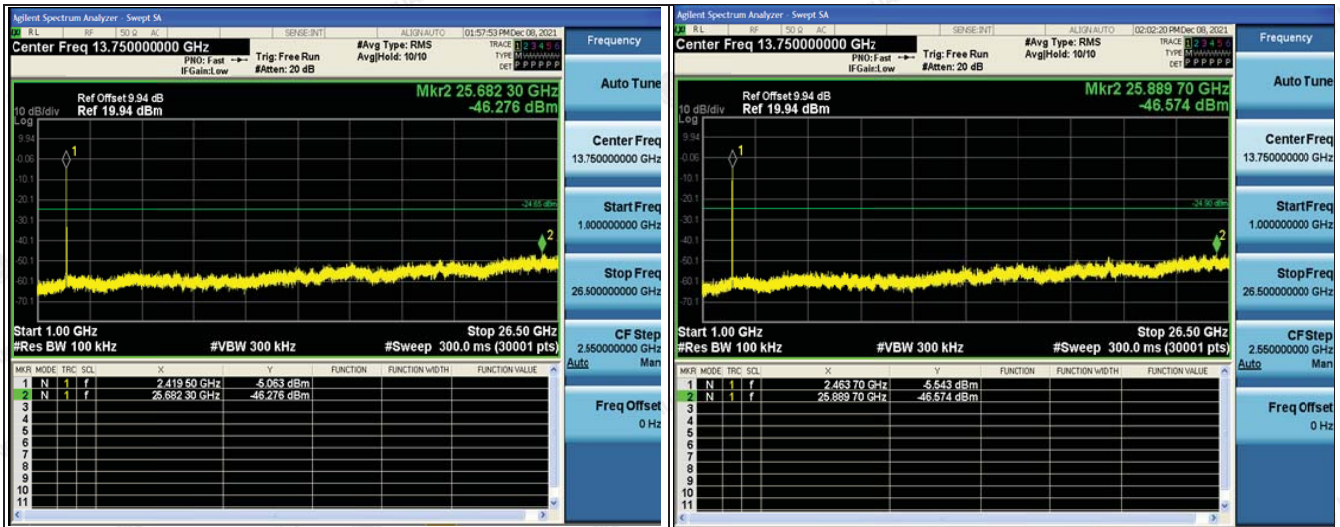 Agilent Spectrum Analyzer - Swept SA
RL RF 50 Ω AC SENSE:INT ALIGNAUTO 01:57:53 PM Dec 08, 2021
Center Freq 13.750000000 GHz #Avg Type: RMS TRACE 1 2 3 4 5 6
PNO: Fast Trig: Free Run Avg|Hold: 10/10 TYPE M WWWWW
IFGain:Low #Atten: 20 dB DET P P P P P P
Ref Offset 9.94 dB Mkr2 25.682 30 GHz
10 dB/div Ref 19.94 dBm -46.276 dBm
Log
9.94
1
-0.06
-10.1
-20.1
-24.65 dBm
-30.1
-40.1
2
-50.1
-60.1
-70.1
Start 1.00 GHz Stop 26.50 GHz
#Res BW 100 kHz #VBW 300 kHz #Sweep 300.0 ms (30001 pts)
MKR MODE TRC SCL X Y FUNCTION FUNCTION WIDTH FUNCTION VALUE
1 N 1 f 2.419 50 GHz -5.063 dBm
2 N 1 f 25.682 30 GHz -46.276 dBm
3
4
5
6
7
8
9
10
11
Frequency
Auto Tune
Center Freq
13.750000000 GHz
Start Freq
1.000000000 GHz
Stop Freq
26.500000000 GHz
CF Step
2.550000000 GHz
Auto Man
Freq Offset
0 Hz
Agilent Spectrum Analyzer - Swept SA
RL RF 50 Ω AC SENSE:INT ALIGNAUTO 02:02:20 PM Dec 08, 2021
Center Freq 13.750000000 GHz #Avg Type: RMS TRACE 1 2 3 4 5 6
PNO: Fast Trig: Free Run Avg|Hold: 10/10 TYPE M WWWWW
IFGain:Low #Atten: 20 dB DET P P P P P P
Ref Offset 9.94 dB Mkr2 25.889 70 GHz
10 dB/div Ref 19.94 dBm -46.574 dBm
Log
9.94
1
-0.06
-10.1
-20.1
-24.90 dBm
-30.1
-40.1
2
-50.1
-60.1
-70.1
Start 1.00 GHz Stop 26.50 GHz
#Res BW 100 kHz #VBW 300 kHz #Sweep 300.0 ms (30001 pts)
MKR MODE TRC SCL X Y FUNCTION FUNCTION WIDTH FUNCTION VALUE
1 N 1 f 2.463 70 GHz -5.543 dBm
2 N 1 f 25.889 70 GHz -46.574 dBm
3
4
5
6
7
8
9
10
11
Frequency
Auto Tune
Center Freq
13.750000000 GHz
Start Freq
1.000000000 GHz
Stop Freq
26.500000000 GHz
CF Step
2.550000000 GHz
Auto Man
Freq Offset
0 Hz